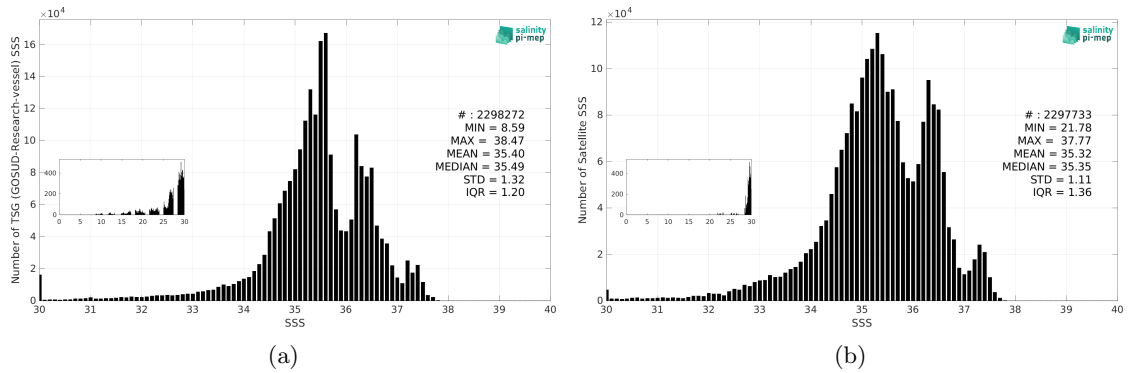 ×10⁴
salinity
pi-mep
Number of TSG (GOSUD-Research-vessel) SSS
16
14
12
10
8
6
4
2
0
# : 2298272
MIN = 8.59
MAX = 38.47
MEAN = 35.40
MEDIAN = 35.49
STD = 1.32
IQR = 1.20
400
200
0
0 5 10 15 20 25 30
30 31 32 33 34 35 36 37 38 39 40
SSS
(a)
×10⁴
salinity
pi-mep
Number of Satellite SSS
12
10
8
6
4
2
0
# : 2297733
MIN = 21.78
MAX = 37.77
MEAN = 35.32
MEDIAN = 35.35
STD = 1.11
IQR = 1.36
400
200
0
0 5 10 15 20 25 30
30 31 32 33 34 35 36 37 38 39 40
SSS
(b)